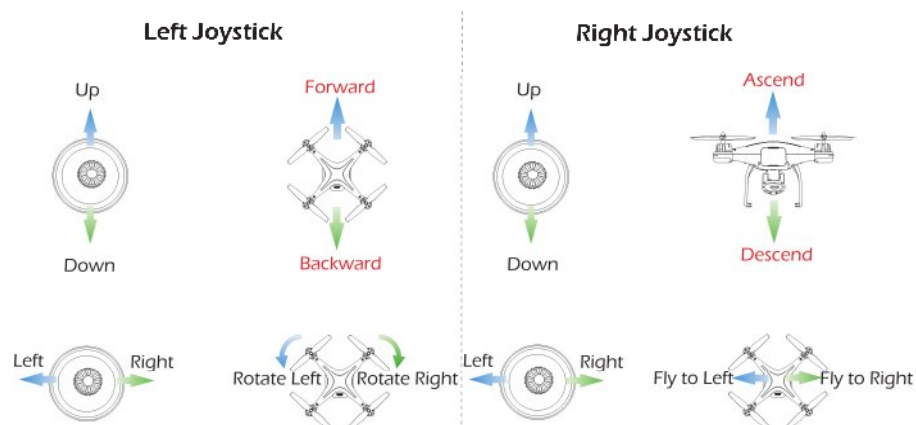 Left Joystick
Right Joystick
Up
Forward
Up
Ascend
Down
Backward
Down
Descend
Left
Right
Rotate Left
Rotate Right
Left
Right
Fly to Left
Fly to Right